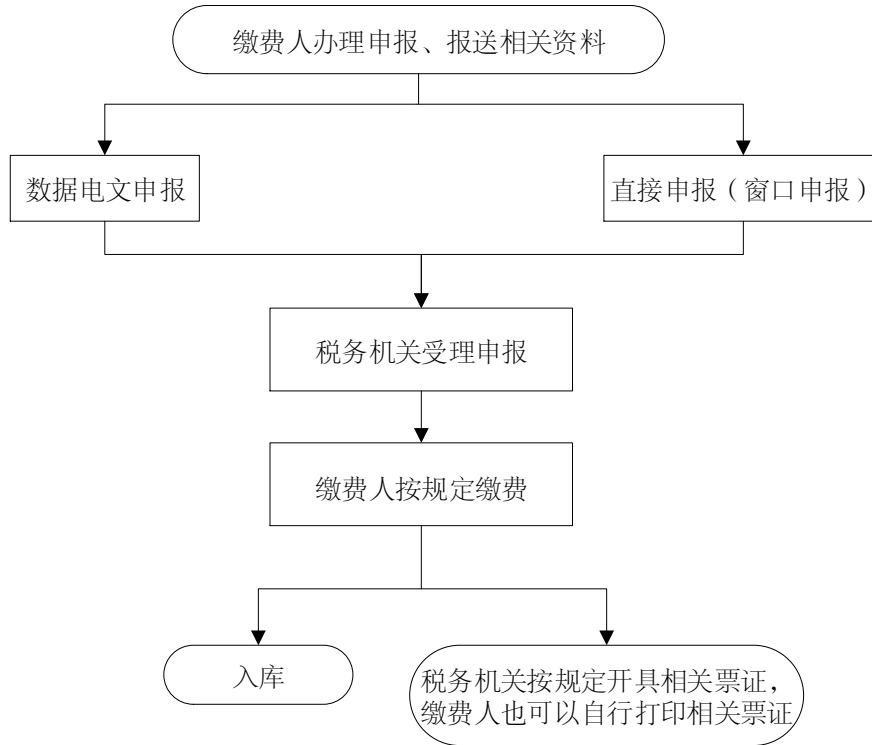 缴费人办理申报、报送相关资料
数据电文申报
直接申报（窗口申报）
税务机关受理申报
缴费人按规定缴费
入库
税务机关按规定开具相关票证，
缴费人也可以自行打印相关票证